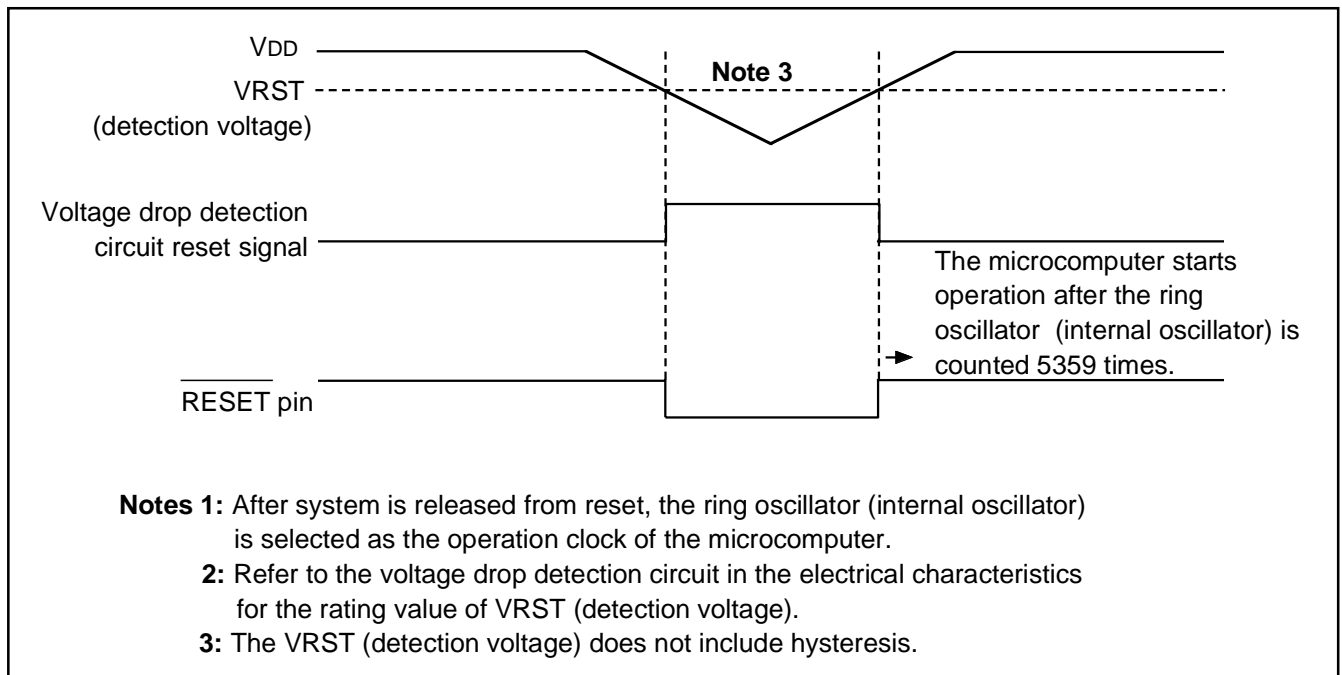 VDD
Note 3
VRST
(detection voltage)
Voltage drop detection
circuit reset signal
The microcomputer starts
operation after the ring
oscillator (internal oscillator) is
counted 5359 times.
RESET pin
Notes 1: After system is released from reset, the ring oscillator (internal oscillator)
is selected as the operation clock of the microcomputer.
2: Refer to the voltage drop detection circuit in the electrical characteristics
for the rating value of VRST (detection voltage).
3: The VRST (detection voltage) does not include hysteresis.